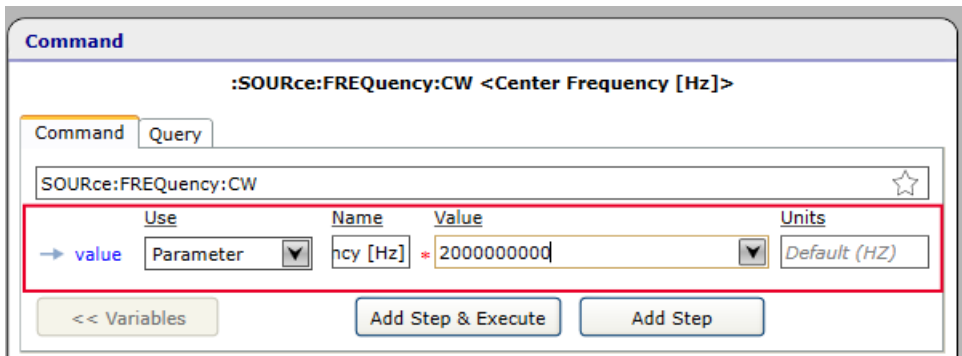 Command
:SOURce:FREQuency:CW <Center Frequency [Hz]>
Command Query
SOURce:FREQuency:CW
Use Name Value Units
value Parameter ncy [Hz] * 2000000000 Default (HZ)
<< Variables Add Step & Execute Add Step